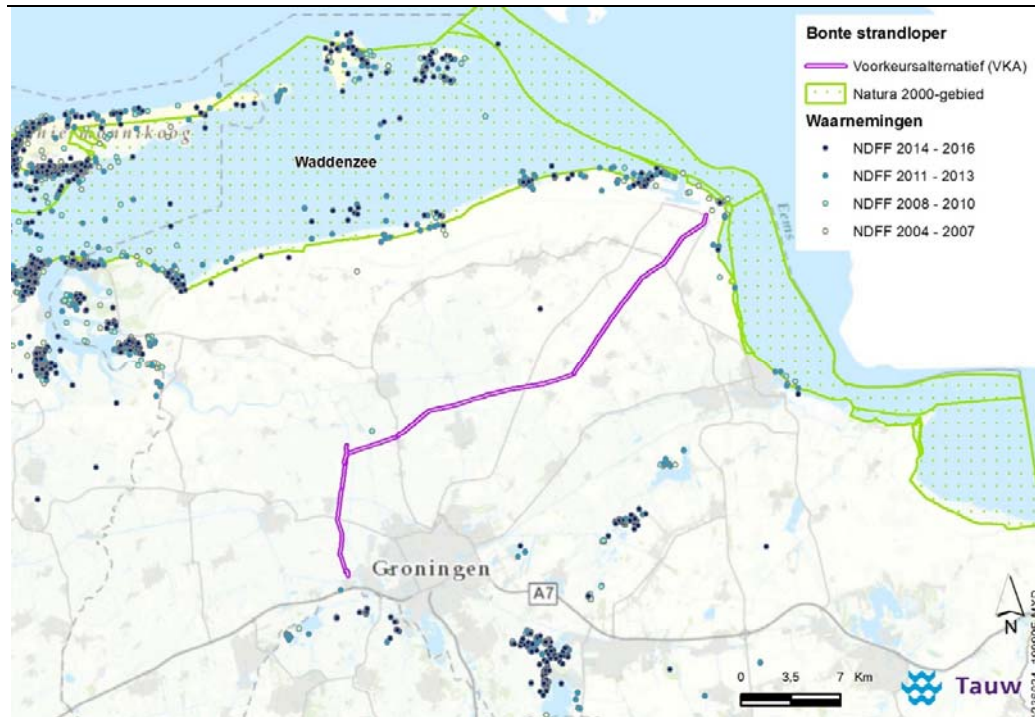 Bonte strandloper
Voorkeursalternatief (VKA)
Natura 2000-gebied
Waarnemingen
NDFF 2014 - 2016
NDFF 2011 - 2013
NDFF 2008 - 2010
NDFF 2004 - 2007
Waddenzee
Eems
Groningen
A7
N
0 3,5 7 Km
Tauw